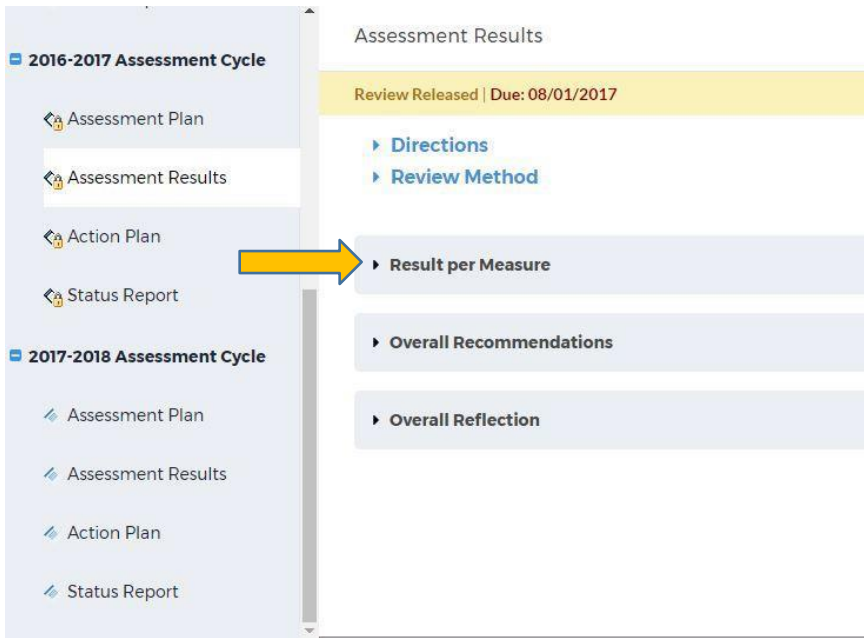 2016-2017 Assessment Cycle
Assessment Plan
Assessment Results
Action Plan
Status Report
2017-2018 Assessment Cycle
Assessment Plan
Assessment Results
Action Plan
Status Report
Assessment Results
Review Released | Due: 08/01/2017
Directions
Review Method
Result per Measure
Overall Recommendations
Overall Reflection